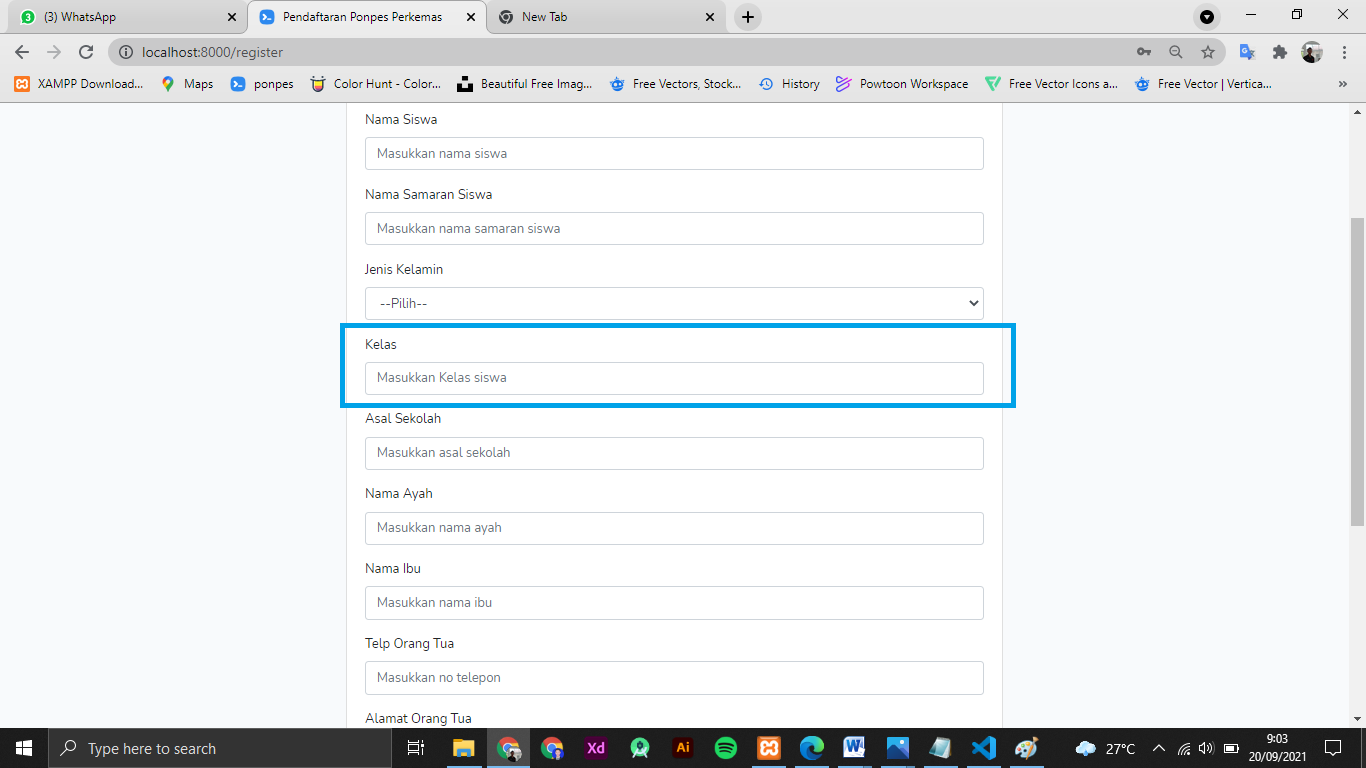 (3) WhatsApp
Pendaftaran Ponpes Perkemas
New Tab
localhost:8000/register
XAMPP Download...
Maps
ponpes
Color Hunt - Color...
Beautiful Free Imag...
Free Vectors, Stock...
History
Powtoon Workspace
Free Vector Icons a...
Free Vector | Vertica...
»
Nama Siswa
Masukkan nama siswa
Nama Samaran Siswa
Masukkan nama samaran siswa
Jenis Kelamin
--Pilih--
Kelas
Masukkan Kelas siswa
Asal Sekolah
Masukkan asal sekolah
Nama Ayah
Masukkan nama ayah
Nama Ibu
Masukkan nama ibu
Telp Orang Tua
Masukkan no telepon
Alamat Orang Tua
Type here to search
Xd
Ai
27°C
9:03
20/09/2021